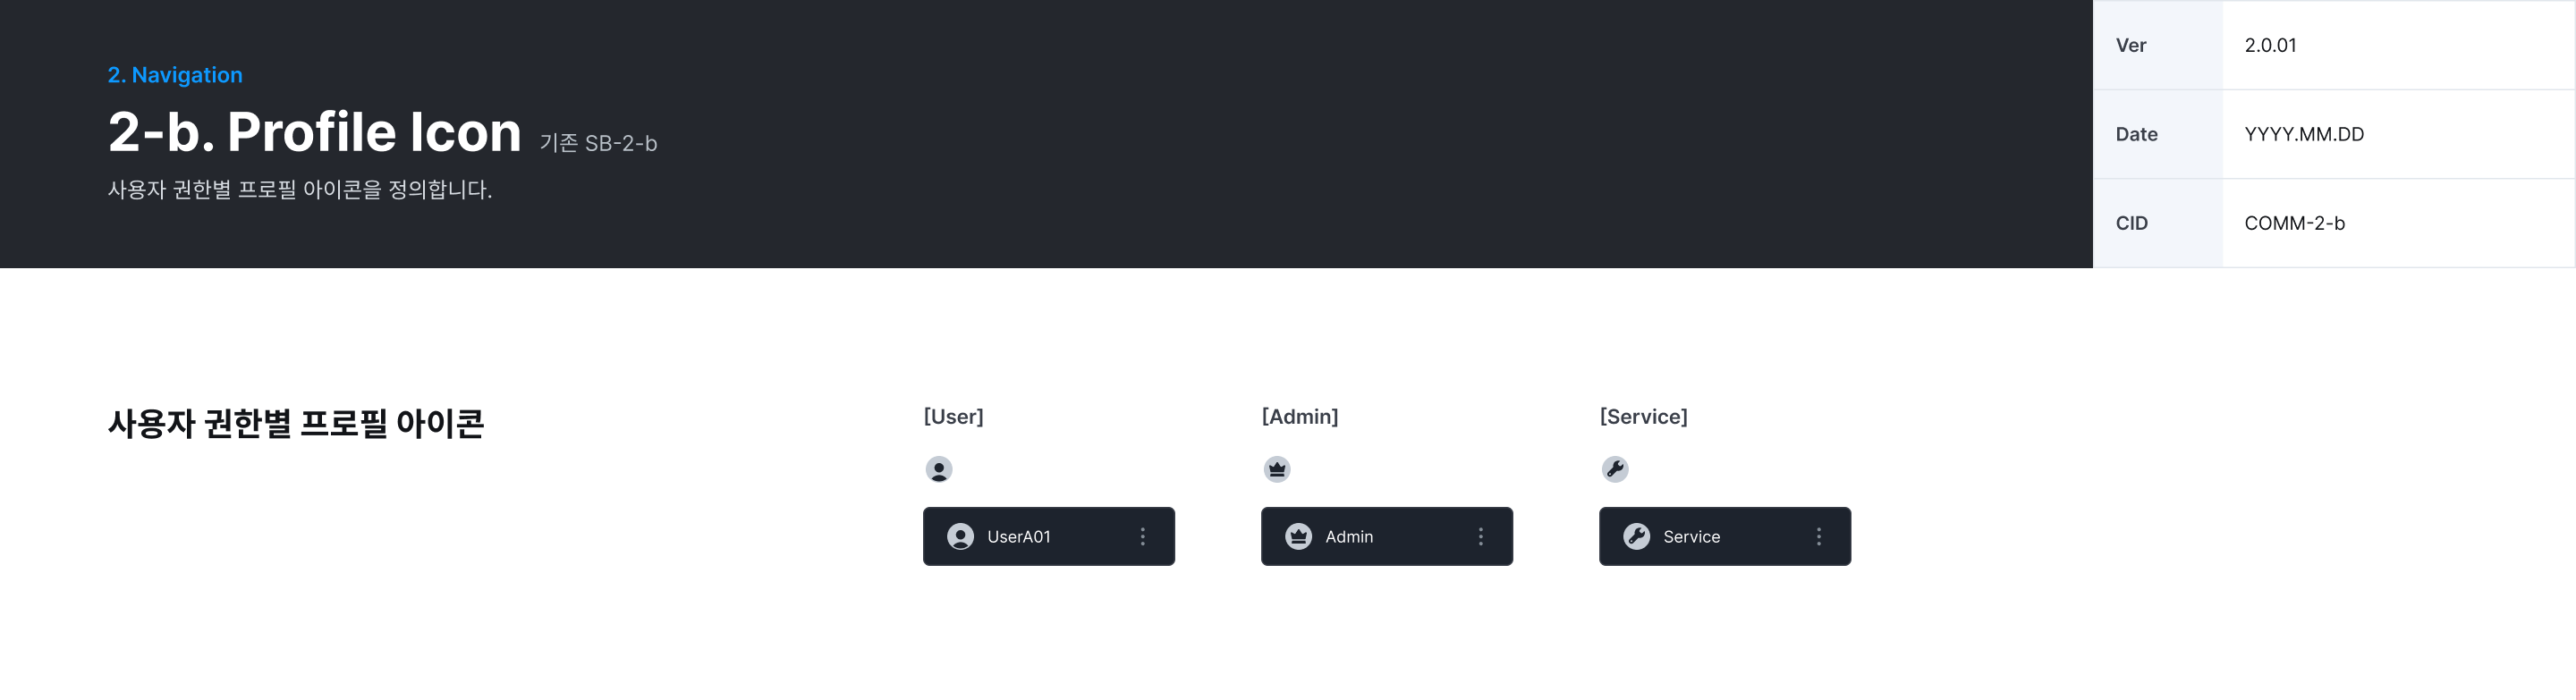 2. Navigation
2-b. Profile Icon 기존 SB-2-b
사용자 권한별 프로필 아이콘을 정의합니다.
Ver 2.0.01
Date YYYY.MM.DD
CID COMM-2-b
사용자 권한별 프로필 아이콘
[User] [Admin] [Service]
UserA01 Admin Service